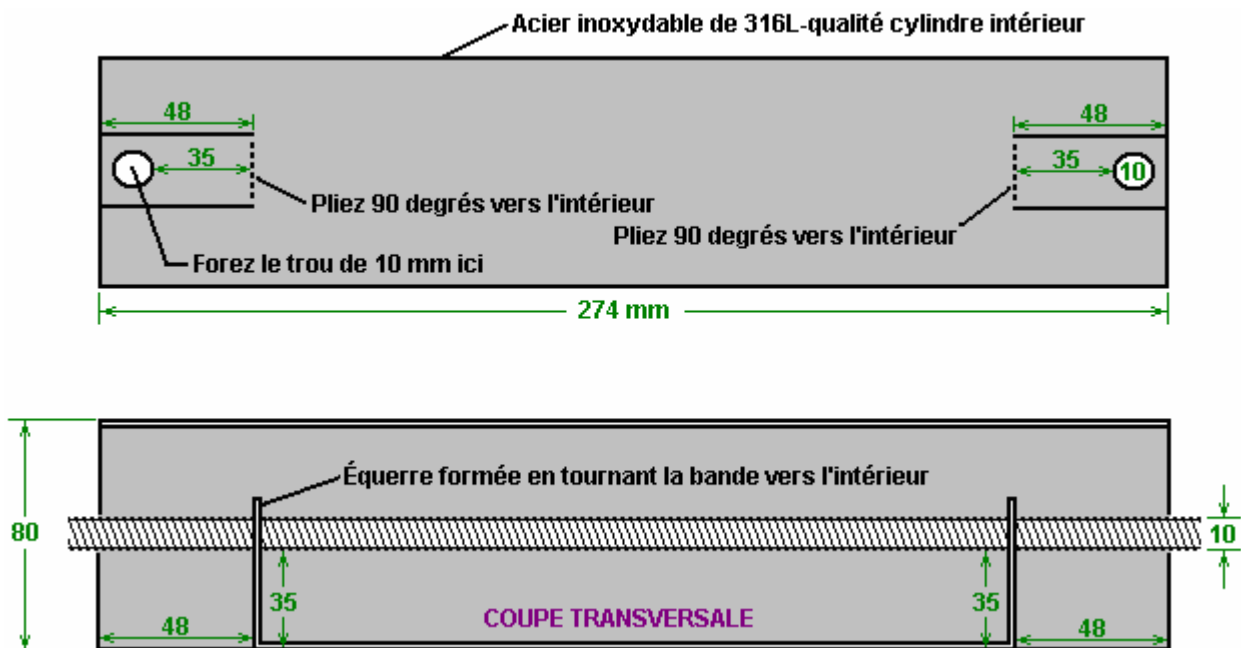 Acier inoxydable de 316L-qualité cylindre intérieur
48
48
35
35
10
Pliez 90 degrés vers l'intérieur
Pliez 90 degrés vers l'intérieur
Forez le trou de 10 mm ici
274 mm
Équerre formée en tournant la bande vers l'intérieur
80
10
35
35
COUPE TRANSVERSALE
48
48